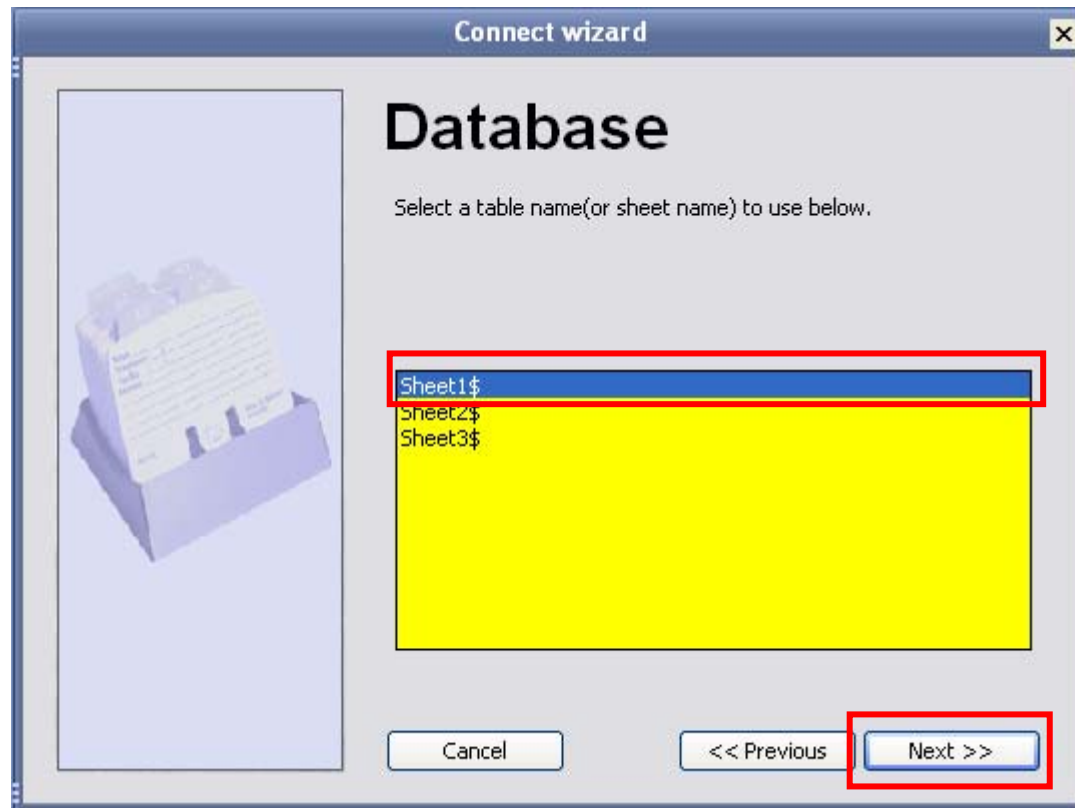 Connect wizard
Database
Select a table name(or sheet name) to use below.
Sheet1$
Sheet2$
Sheet3$
Cancel
<< Previous
Next >>